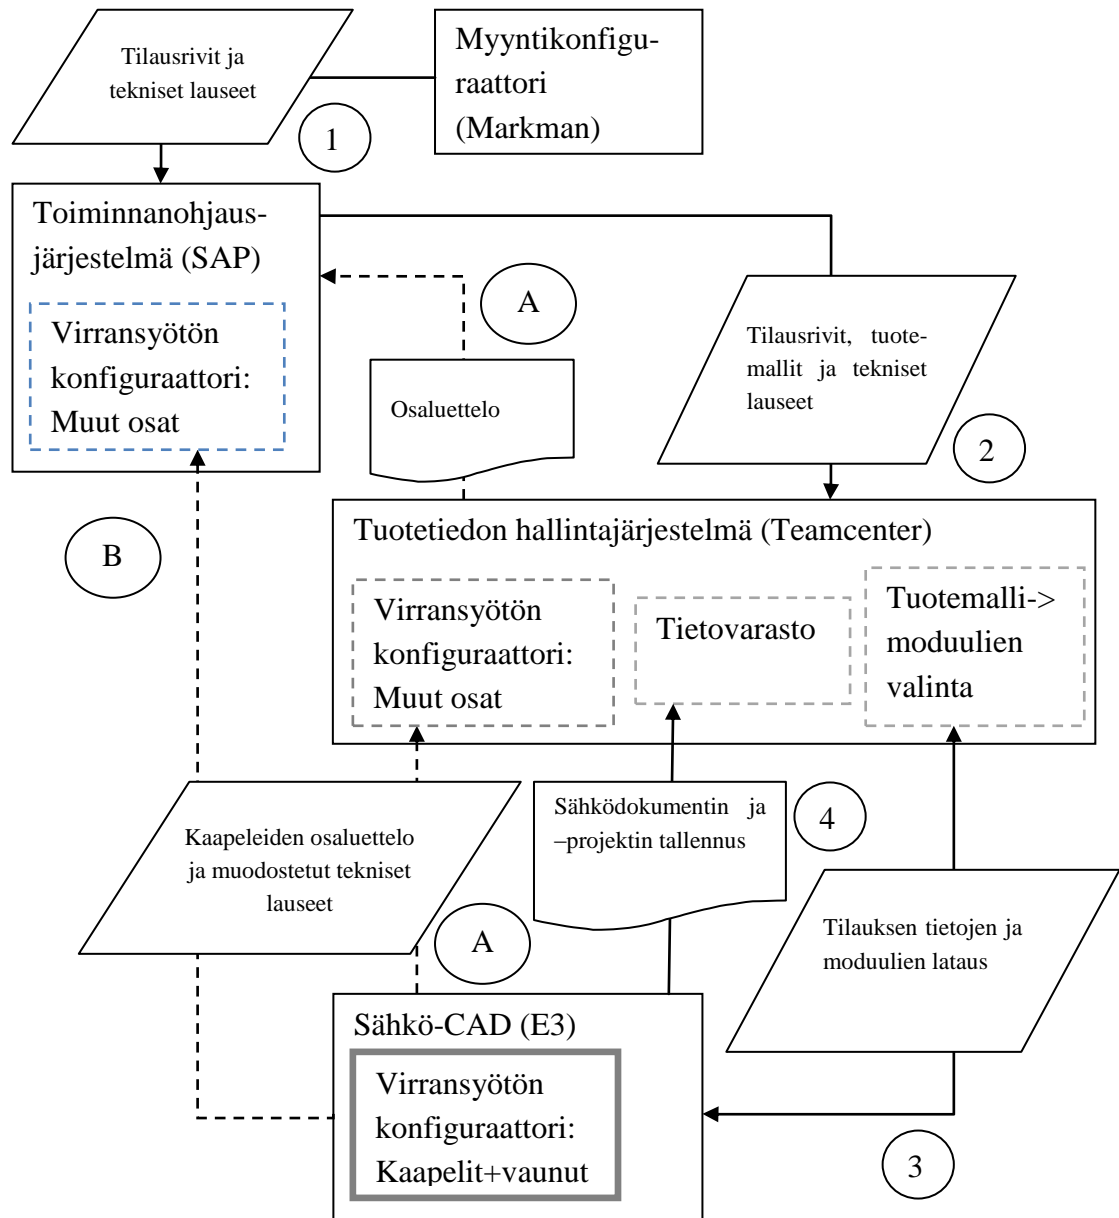 Tilausrivit ja
tekniset lauseet
Myyntikonfigu-
raattori
(Markman)
1
Toiminnanohjaus-
järjestelmä (SAP)
Virransyötön
konfiguraattori:
Muut osat
A
Osaluettelo
Tilausrivit, tuote-
mallit ja tekniset
lauseet
2
B
Tuotetiedon hallintajärjestelmä (Teamcenter)
Virransyötön
konfiguraattori:
Muut osat
Tietovarasto
Tuotemalli->
moduulien
valinta
Kaapeleiden osaluettelo
ja muodostetut tekniset
lauseet
A
Sähködokumentin ja
–projektin tallennus
4
Tilauksen tietojen ja
moduulien lataus
Sähkö-CAD (E3)
Virransyötön
konfiguraattori:
Kaapelit+vaunut
3